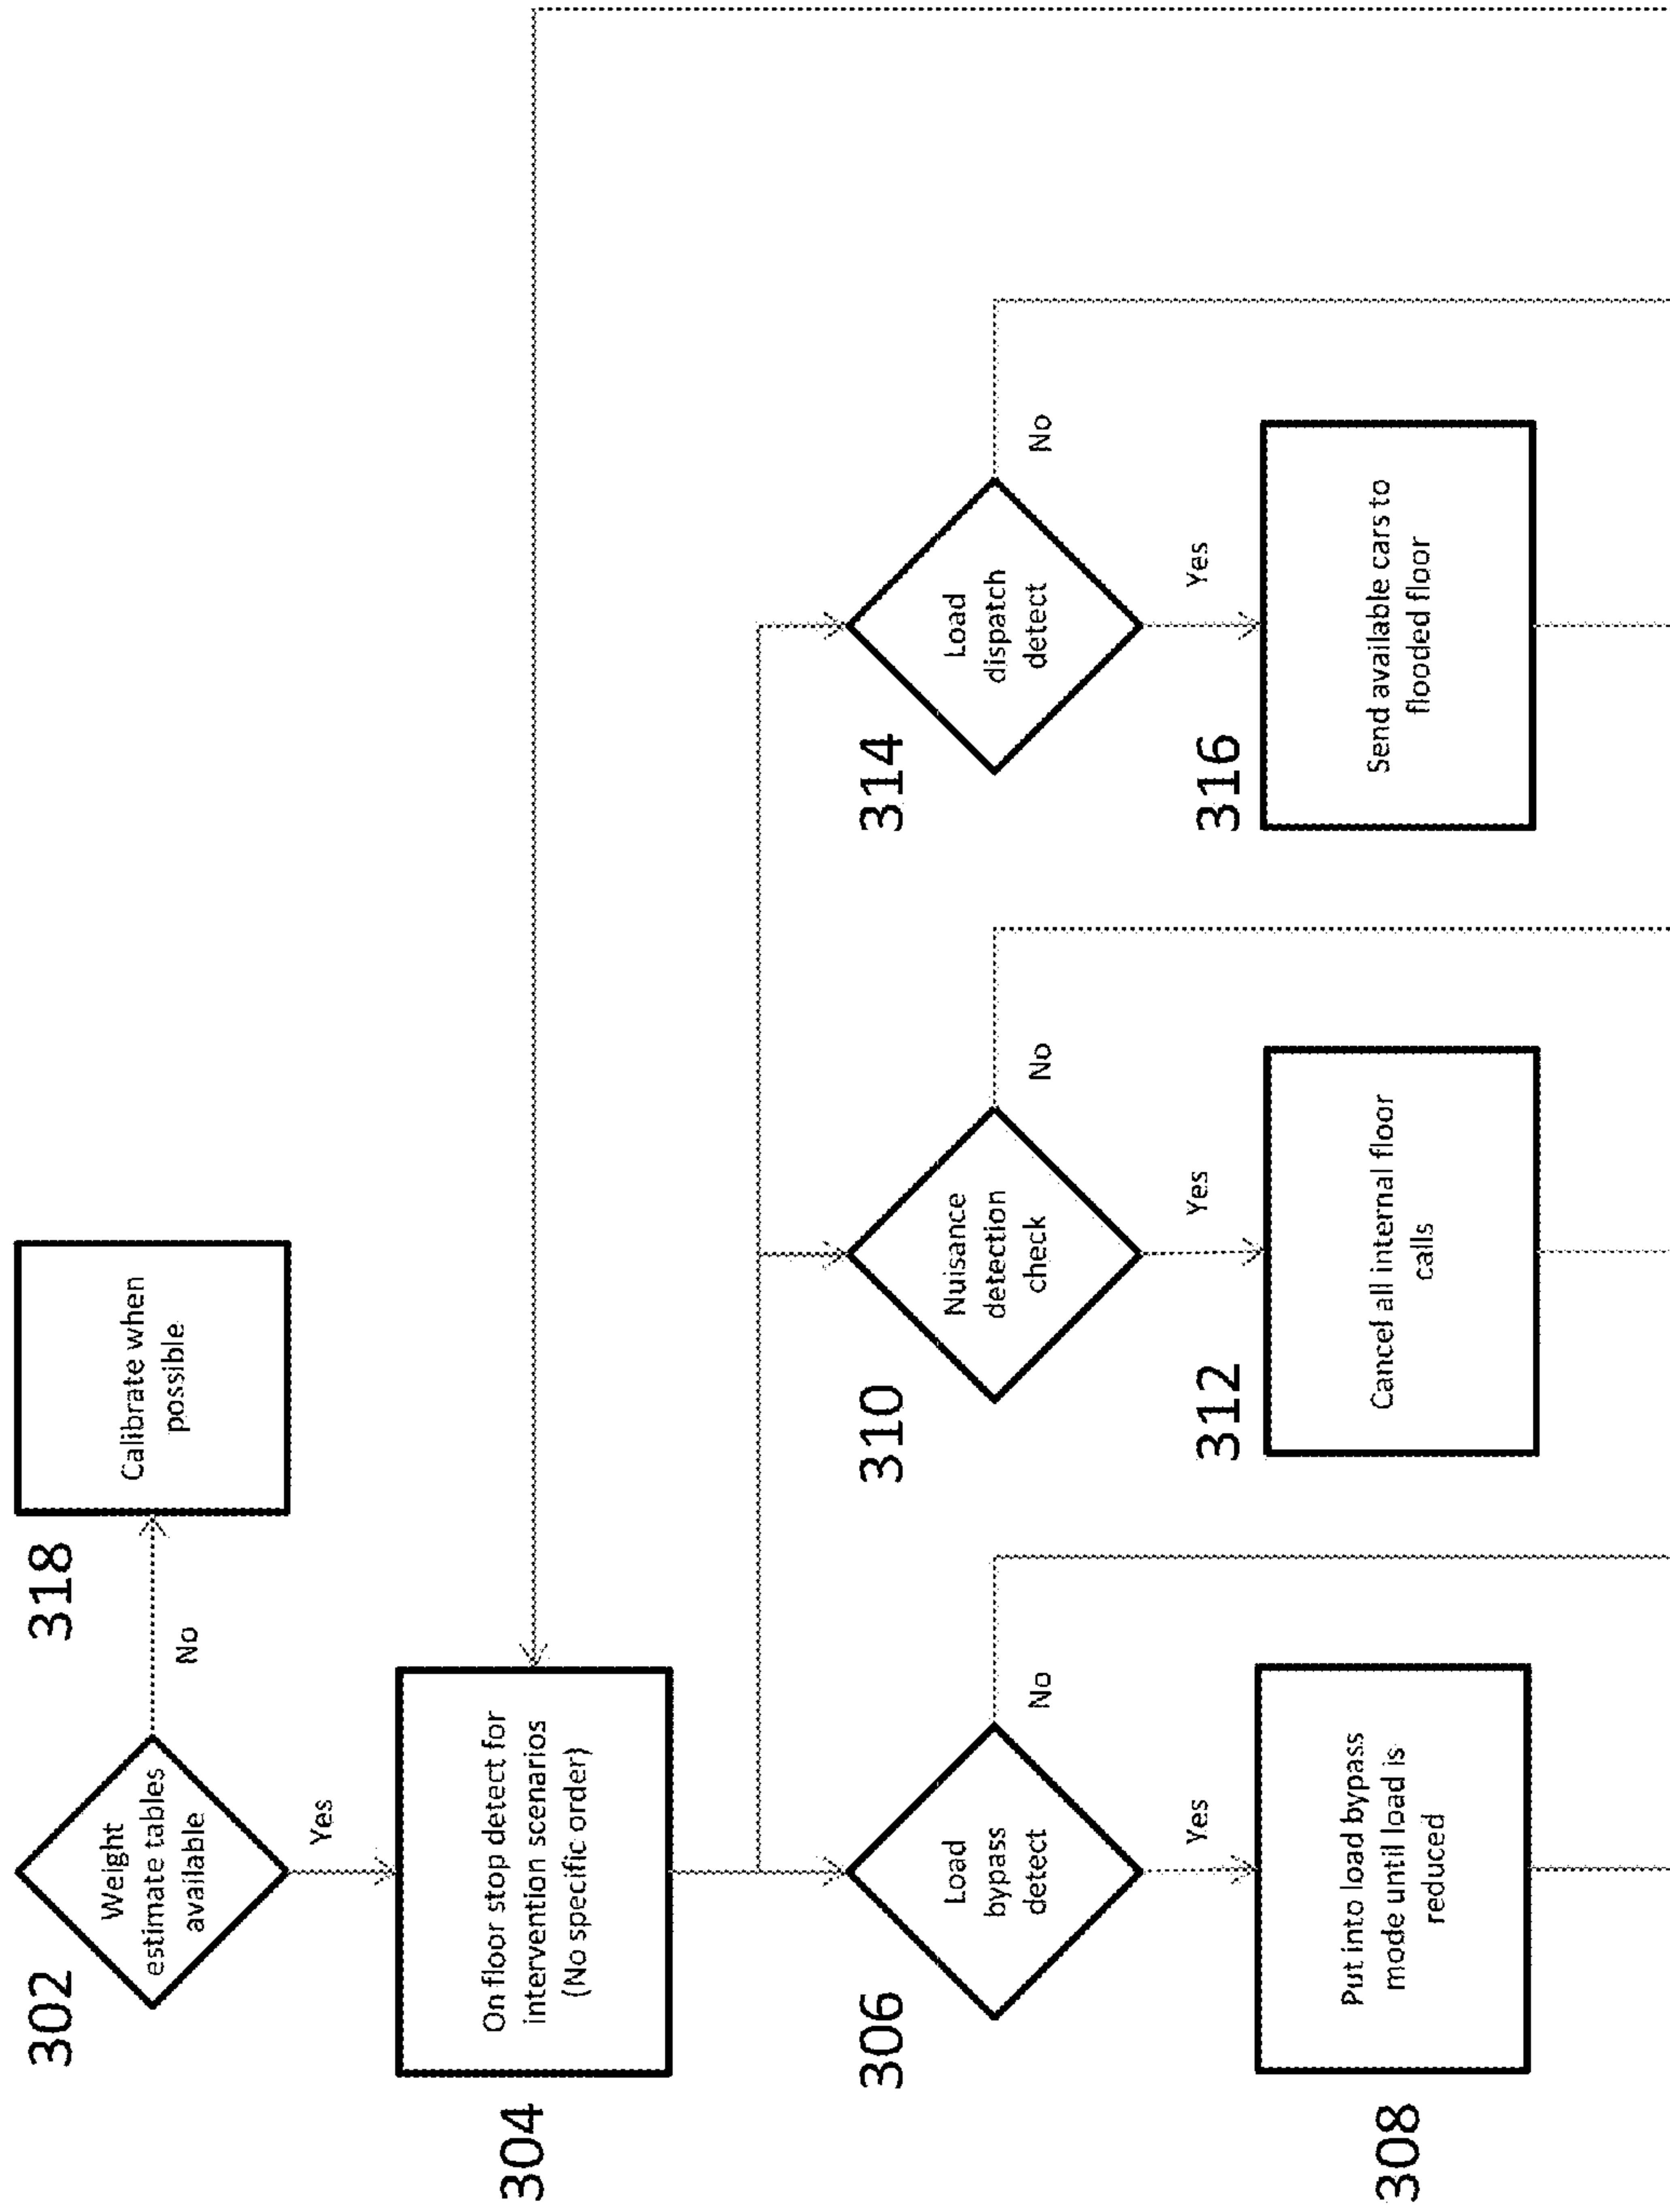 302
Weight
estimate tables
available
No
318
Calibrate when
possible
Yes
304
On floor stop detect for
intervention scenarios
(No specific order)
306
Load
bypass
detect
No
Yes
308
Put into load bypass
mode until load is
reduced
310
Nuisance
detection
check
No
Yes
312
Cancel all internal floor
calls
314
Load
dispatch
detect
No
Yes
316
Send available cars to
flooded floor